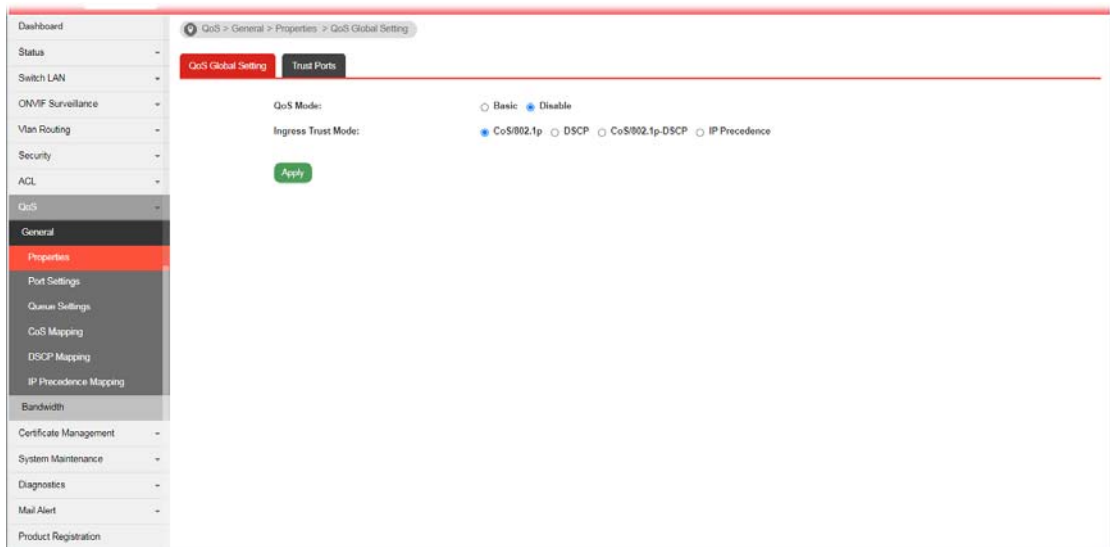 Dashboard
Status
Switch LAN
ONVIF Surveillance
Vlan Routing
Security
ACL
QoS
General
Properties
Port Settings
Queue Settings
CoS Mapping
DSCP Mapping
IP Precedence Mapping
Bandwidth
Certificate Management
System Maintenance
Diagnostics
Mail Alert
Product Registration
QoS > General > Properties > QoS Global Setting
QoS Global Setting Trust Ports
QoS Mode: Basic Disable
Ingress Trust Mode: CoS/802.1p DSCP CoS/802.1p-DSCP IP Precedence
Apply